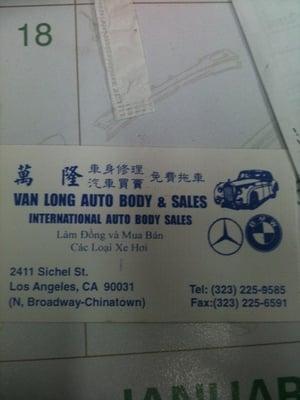 18
萬隆 車身修理 免費拖車
汽車買賣
VAN LONG AUTO BODY & SALES
INTERNATIONAL AUTO BODY SALES
Làm Đồng và Mua Bán
Các Loại Xe Hơi
2411 Sichel St.
Los Angeles, CA 90031
(N, Broadway-Chinatown)
Tel: (323) 225-9585
Fax:(323) 225-6591
JANUAR